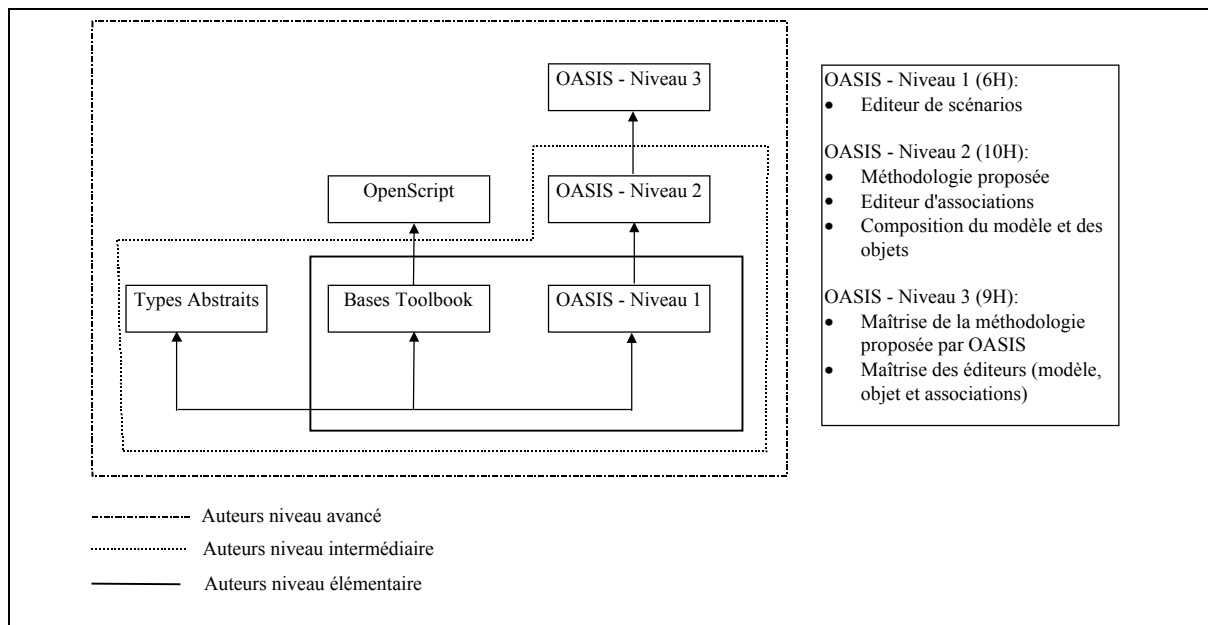 OASIS - Niveau 3
OpenScript
OASIS - Niveau 2
Types Abstraits
Bases Toolbook
OASIS - Niveau 1
OASIS - Niveau 1 (6H):
• Editeur de scénarios
OASIS - Niveau 2 (10H):
• Méthodologie proposée
• Editeur d'associations
• Composition du modèle et des
objets
OASIS - Niveau 3 (9H):
• Maîtrise de la méthodologie
proposée par OASIS
• Maîtrise des éditeurs (modèle,
objet et associations)
Auteurs niveau avancé
Auteurs niveau intermédiaire
Auteurs niveau élémentaire